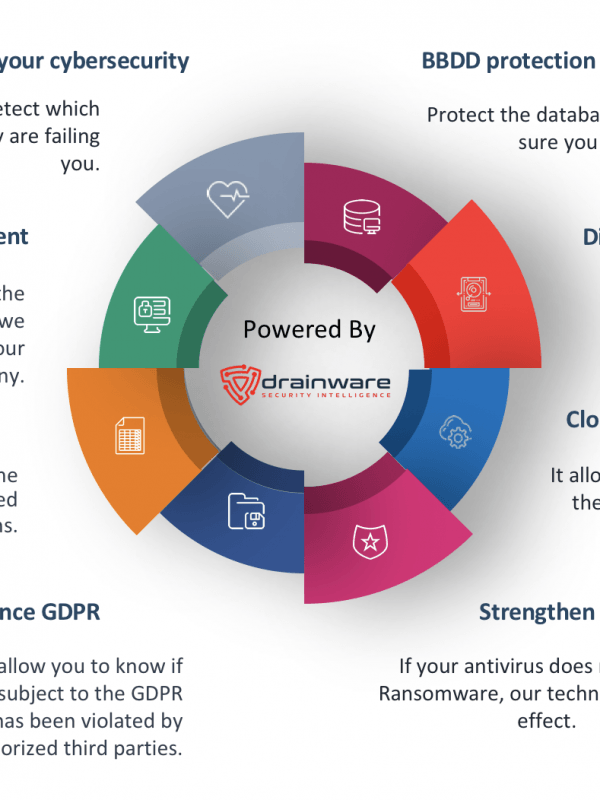 your cybersecurity
etect which
y are failing
you.
BBDD protection
Protect the databa
sure you
ent
the
we
our
ny.
Di
Powered By
drainware
SECURITY INTELLIGENCE
ne
ed
ns.
Clo
It allo
the
nce GDPR
allow you to know if
subject to the GDPR
has been violated by
orized third parties.
Strengthen
If your antivirus does
Ransomware, our techn
effect.